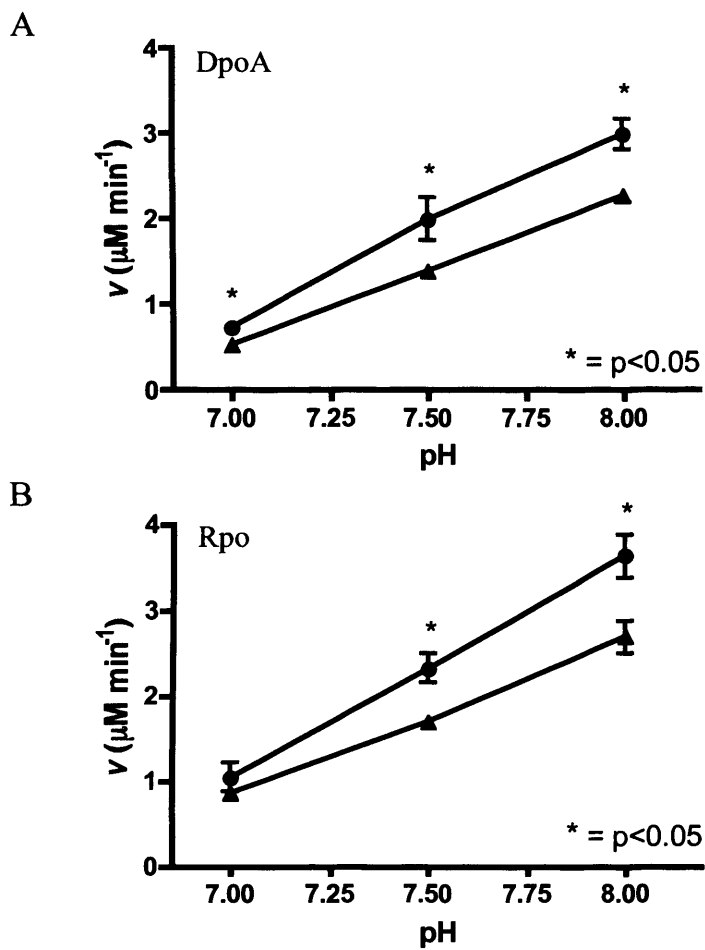 A
DpoA
4
3
2
1
0
v (μM min⁻¹)
*
*
*
* = p<0.05
7.00 7.25 7.50 7.75 8.00
pH
B
Rpo
4
3
2
1
0
v (μM min⁻¹)
*
*
* = p<0.05
7.00 7.25 7.50 7.75 8.00
pH